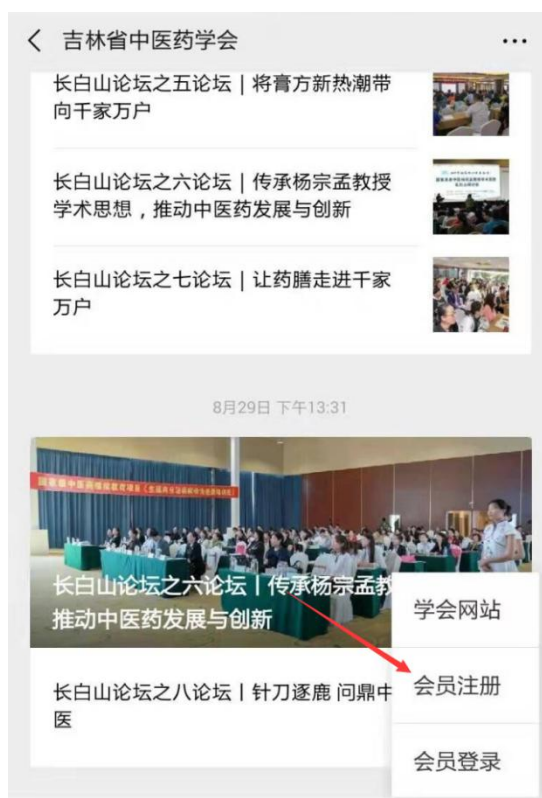 吉林省中医药学会
长白山论坛之五论坛 | 将膏方新热潮带
向千家万户
长白山论坛之六论坛 | 传承杨宗孟教授
学术思想，推动中医药发展与创新
长白山论坛之七论坛 | 让药膳走进千家
万户
8月29日 下午13:31
长白山论坛之六论坛 | 传承杨宗孟教
推动中医药发展与创新
长白山论坛之八论坛 | 针刀逐鹿 问鼎中
医
学会网站
会员注册
会员登录